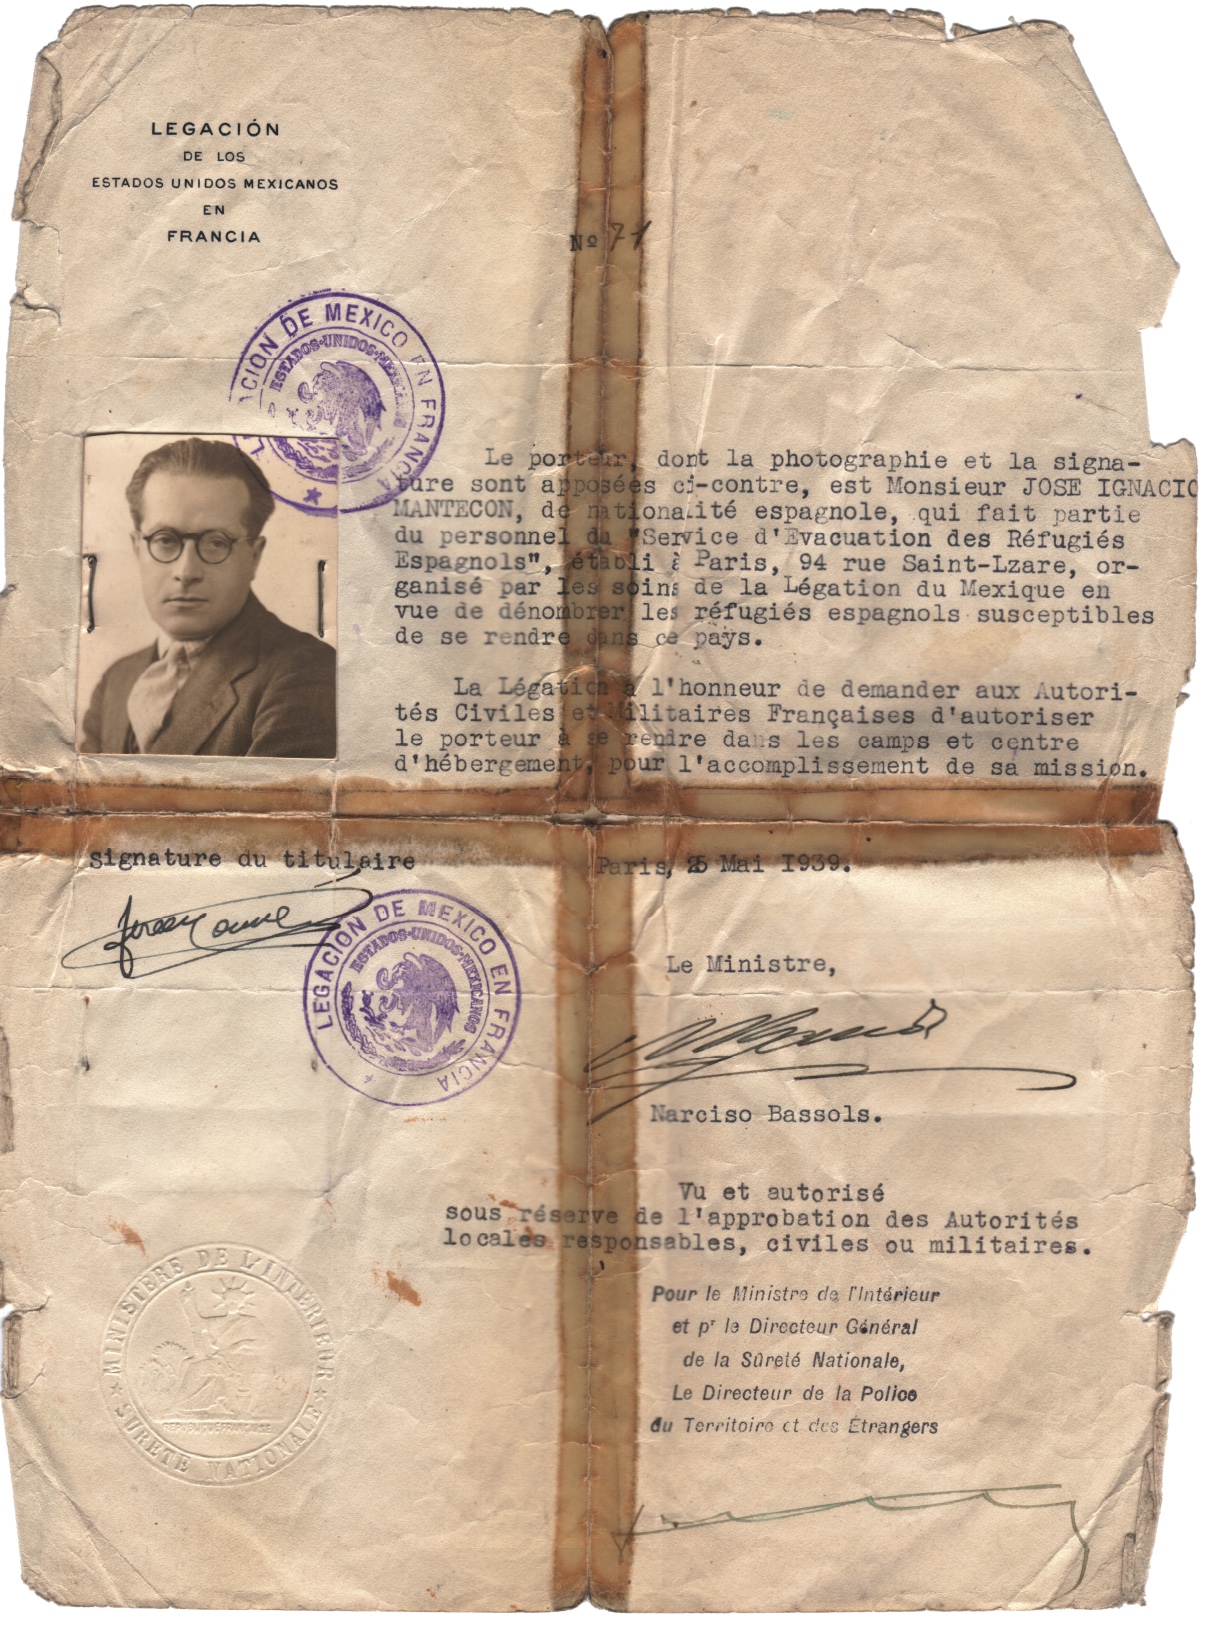 LEGACIÓN
DE LOS
ESTADOS UNIDOS MEXICANOS
EN
FRANCIA
Nº 71
LEGACION DE MEXICO EN FRANCIA
ESTADOS·UNIDOS·MEXICANOS
Le porteur, dont la photographie et la signa-
ture sont apposées ci-contre, est Monsieur JOSE IGNACIO
MANTECON, de nationalité espagnole, qui fait partie
du personnel du "Service d'Evacuation des Réfugiés
Espagnols", établi à Paris, 94 rue Saint-Lzare, or-
ganisé par les soins de la Légation du Mexique en
vue de dénombrer les réfugiés espagnols susceptibles
de se rendre dans ce pays.
La Légation a l'honneur de demander aux Autori-
tés Civiles et Militaires Françaises d'autoriser
le porteur à se rendre dans les camps et centre
d'hébergement, pour l'accomplissement de sa mission.
Signature du titulaire
Paris, 25 Mai I939.
LEGACION DE MEXICO EN FRANCIA
ESTADOS·UNIDOS·MEXICANOS
Le Ministre,
Narciso Bassols.
Vu et autorisé
sous réserve de l'approbation des Autorités
locales responsables, civiles ou militaires.
MINISTERE DE L'INTERIEUR
SURETE NATIONALE
REPUBLIQUE FRANCAISE
Pour le Ministre de l'Intérieur
et pr le Directeur Général
de la Sûreté Nationale,
Le Directeur de la Police
du Territoire et des Étrangers